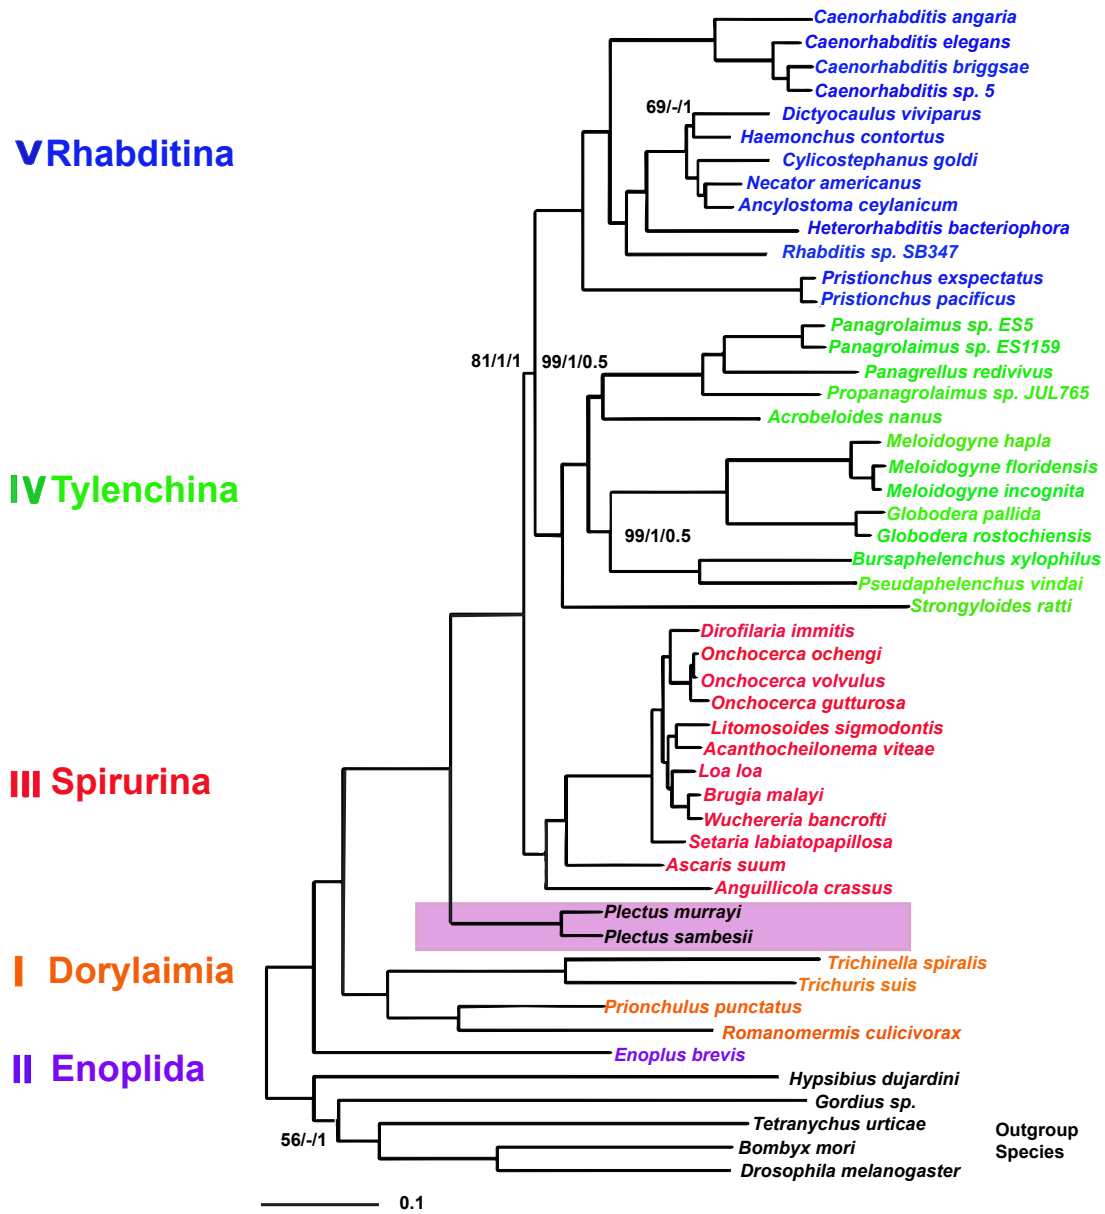 Caenorhabditis angaria
Caenorhabditis elegans
Caenorhabditis briggsae
Caenorhabditis sp. 5
69/-/1
Dictyocaulus viviparus
Haemonchus contortus
V Rhabditina
Cylicostephanus goldi
Necator americanus
Ancylostoma ceylanicum
Heterorhabditis bacteriophora
Rhabditis sp. SB347
Pristionchus exspectatus
Pristionchus pacificus
Panagrolaimus sp. ES5
Panagrolaimus sp. ES1159
81/1/1
99/1/0.5
Panagrellus redivivus
Propanagrolaimus sp. JUL765
Acrobeloides nanus
Meloidogyne hapla
Meloidogyne floridensis
IV Tylenchina
Meloidogyne incognita
Globodera pallida
Globodera rostochiensis
99/1/0.5
Bursaphelenchus xylophilus
Pseudaphelenchus vindai
Strongyloides ratti
Dirofilaria immitis
Onchocerca ochengi
Onchocerca volvulus
Onchocerca gutturosa
Litomosoides sigmodontis
Acanthocheilonema viteae
Loa loa
III Spirurina
Brugia malayi
Wuchereria bancrofti
Setaria labiatopapillosa
Ascaris suum
Anguillicola crassus
Plectus murrayi
Plectus sambesii
Trichinella spiralis
I Dorylaimia
Trichuris suis
Prionchulus punctatus
Romanomermis culicivorax
Enoplus brevis
II Enoplida
Hypsibius dujardini
Gordius sp.
Tetranychus urticae
56/-/1
Bombyx mori
Drosophila melanogaster
Outgroup
Species
0.1